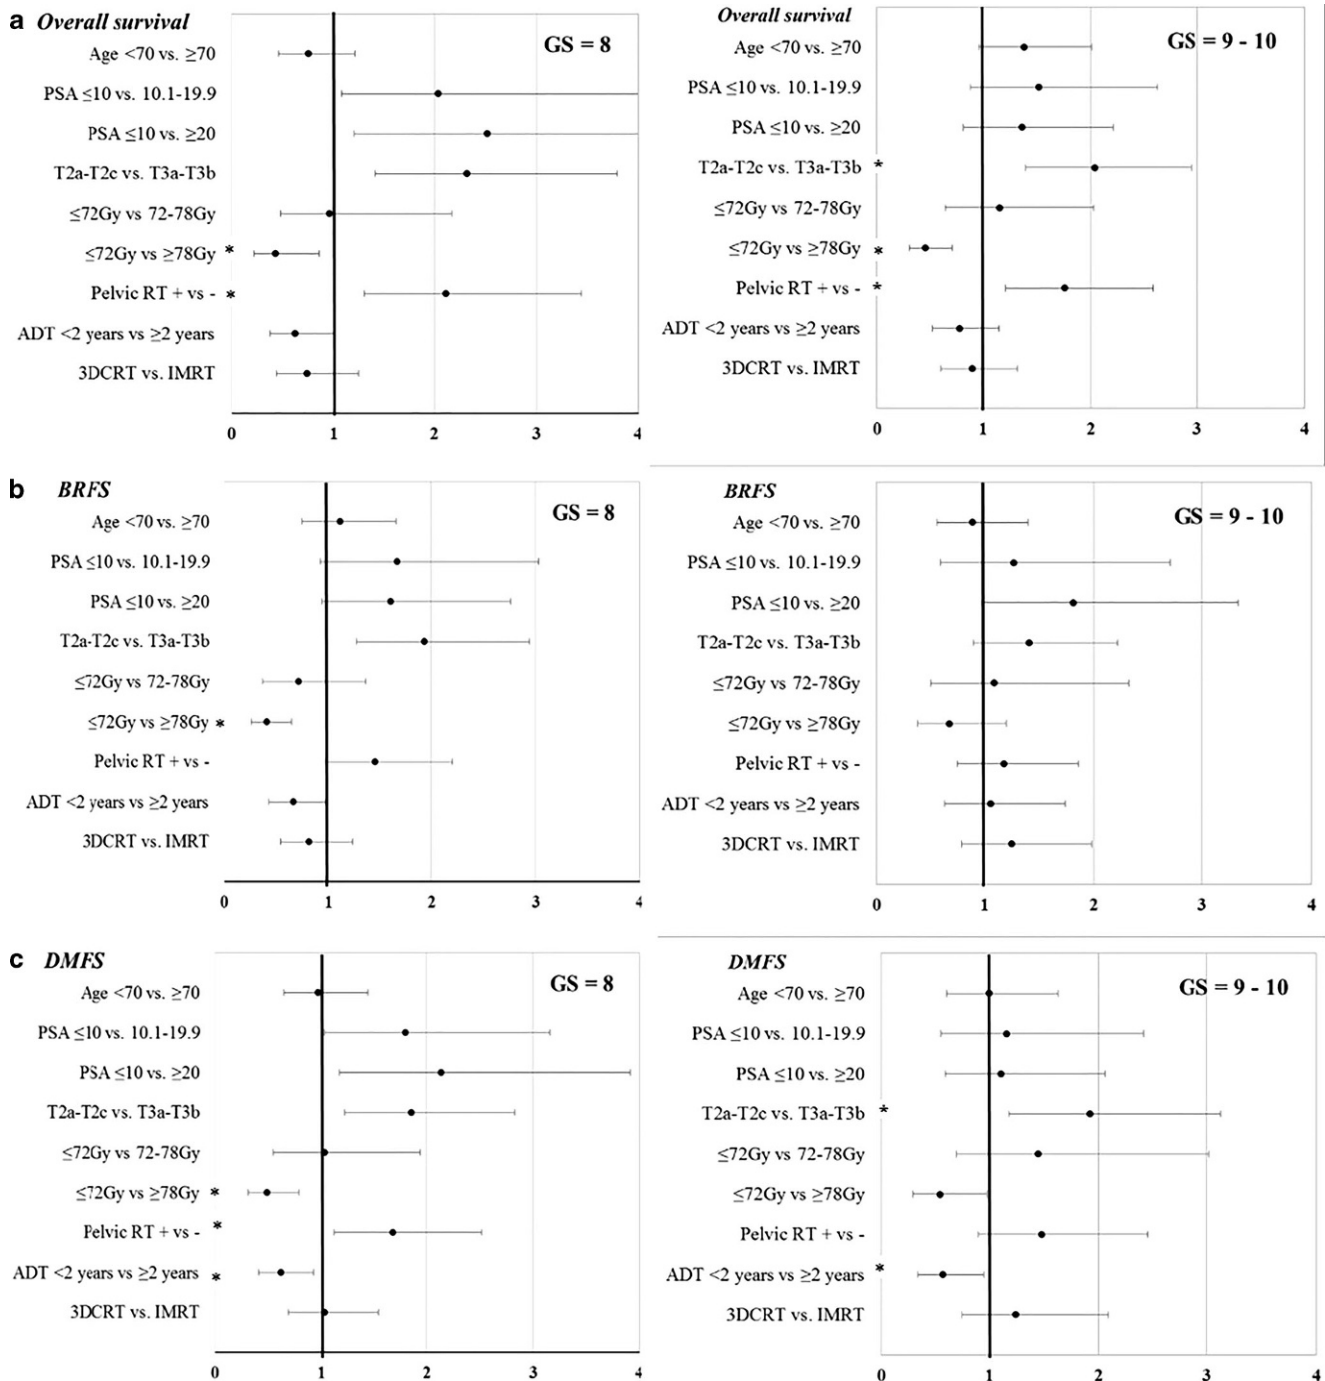 a Overall survival
GS = 8
Age <70 vs. ≥70
PSA ≤10 vs. 10.1-19.9
PSA ≤10 vs. ≥20
T2a-T2c vs. T3a-T3b
≤72Gy vs 72-78Gy
≤72Gy vs ≥78Gy *
Pelvic RT + vs - *
ADT <2 years vs ≥2 years
3DCRT vs. IMRT
0 1 2 3 4
Overall survival
GS = 9 - 10
Age <70 vs. ≥70
PSA ≤10 vs. 10.1-19.9
PSA ≤10 vs. ≥20
T2a-T2c vs. T3a-T3b *
≤72Gy vs 72-78Gy
≤72Gy vs ≥78Gy *
Pelvic RT + vs - *
ADT <2 years vs ≥2 years
3DCRT vs. IMRT
0 1 2 3 4
b BRFS
GS = 8
Age <70 vs. ≥70
PSA ≤10 vs. 10.1-19.9
PSA ≤10 vs. ≥20
T2a-T2c vs. T3a-T3b
≤72Gy vs 72-78Gy
≤72Gy vs ≥78Gy *
Pelvic RT + vs -
ADT <2 years vs ≥2 years
3DCRT vs. IMRT
0 1 2 3 4
BRFS
GS = 9 - 10
Age <70 vs. ≥70
PSA ≤10 vs. 10.1-19.9
PSA ≤10 vs. ≥20
T2a-T2c vs. T3a-T3b
≤72Gy vs 72-78Gy
≤72Gy vs ≥78Gy
Pelvic RT + vs -
ADT <2 years vs ≥2 years
3DCRT vs. IMRT
0 1 2 3 4
c DMFS
GS = 8
Age <70 vs. ≥70
PSA ≤10 vs. 10.1-19.9
PSA ≤10 vs. ≥20
T2a-T2c vs. T3a-T3b
≤72Gy vs 72-78Gy
≤72Gy vs ≥78Gy *
Pelvic RT + vs - *
ADT <2 years vs ≥2 years *
3DCRT vs. IMRT
0 1 2 3 4
DMFS
GS = 9 - 10
Age <70 vs. ≥70
PSA ≤10 vs. 10.1-19.9
PSA ≤10 vs. ≥20
T2a-T2c vs. T3a-T3b *
≤72Gy vs 72-78Gy
≤72Gy vs ≥78Gy
Pelvic RT + vs -
ADT <2 years vs ≥2 years *
3DCRT vs. IMRT
0 1 2 3 4